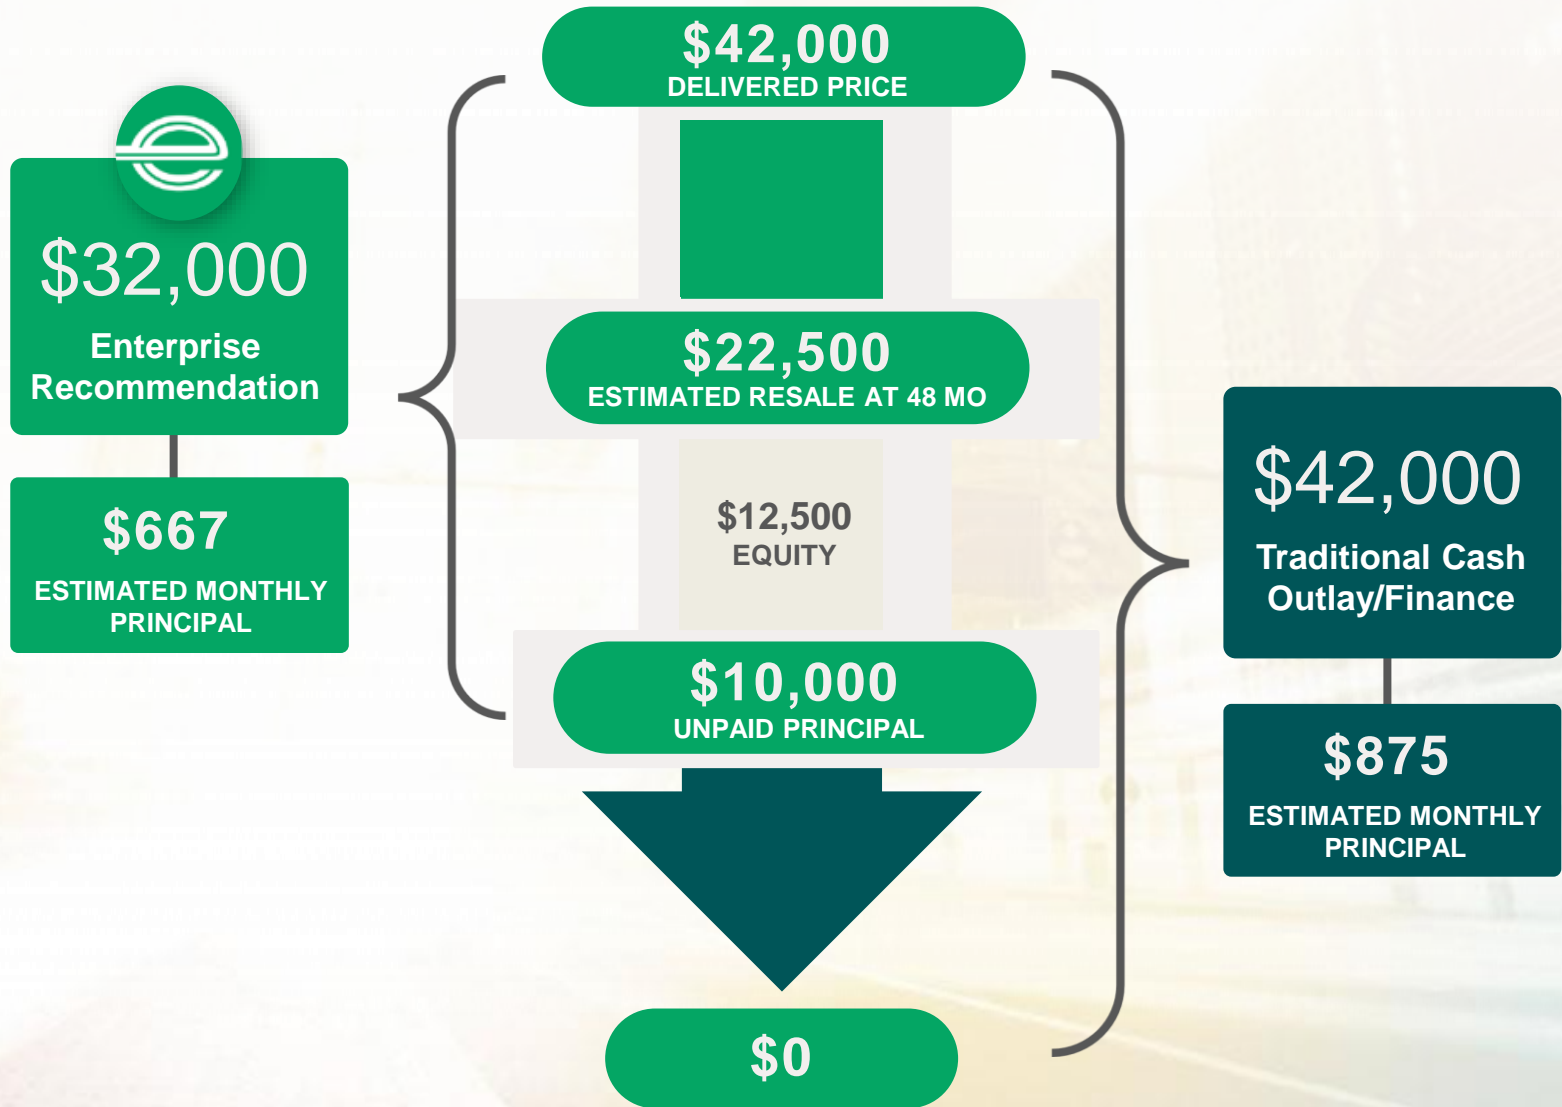 $42,000
DELIVERED PRICE
$32,000
Enterprise
Recommendation
$667
ESTIMATED MONTHLY
PRINCIPAL
$22,500
ESTIMATED RESALE AT 48 MO
$12,500
EQUITY
$10,000
UNPAID PRINCIPAL
$0
$42,000
Traditional Cash
Outlay/Finance
$875
ESTIMATED MONTHLY
PRINCIPAL